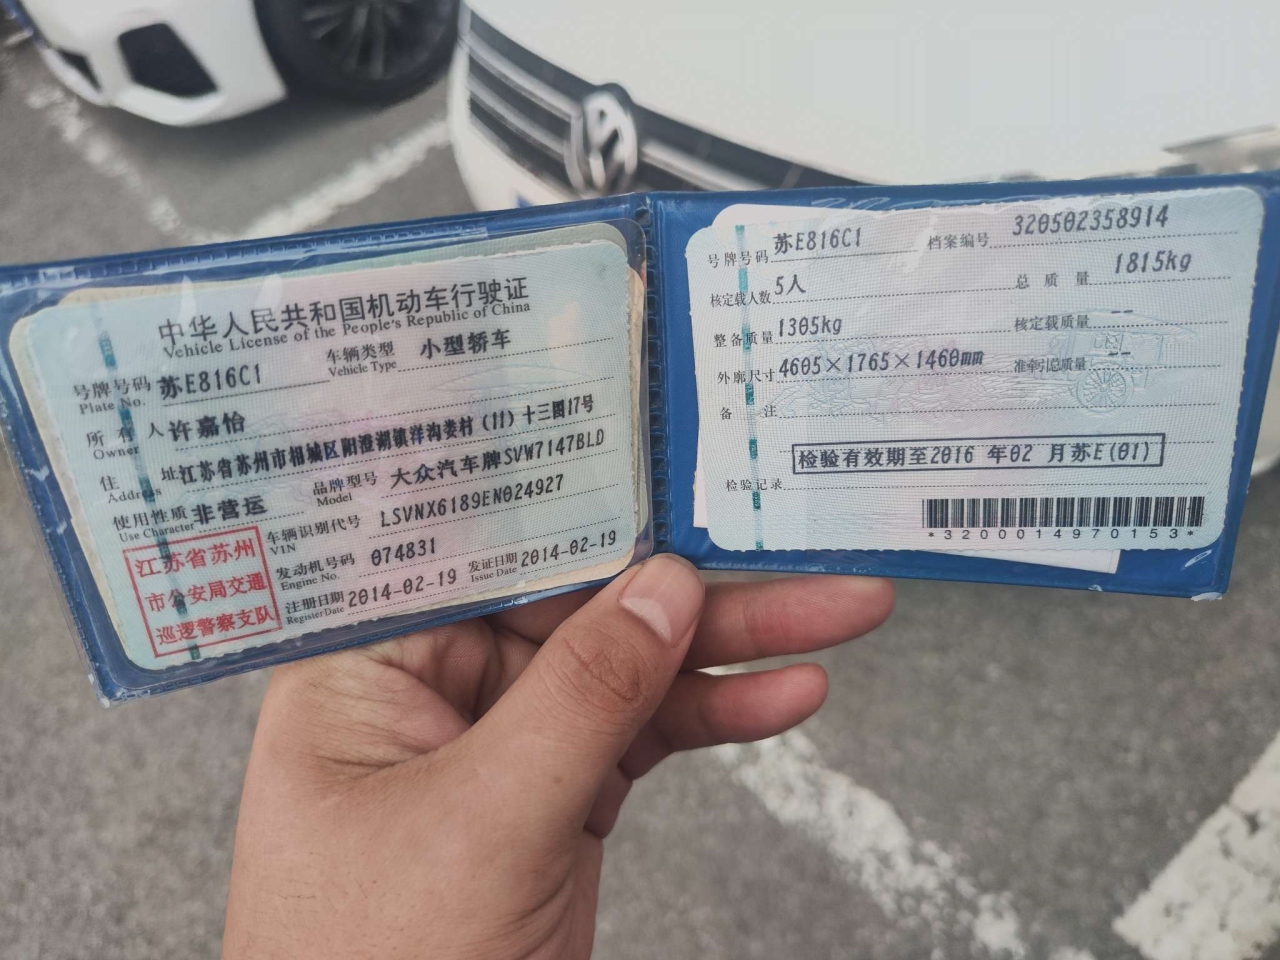 中华人民共和国机动车行驶证
Vehicle License of the People's Republic of China
号牌号码 苏E816C1 车辆类型 小型轿车
Plate No. Vehicle Type
所有人 许嘉怡
Owner
住址 江苏省苏州市相城区阳澄湖镇消泾村(11)十三图17号
Address
使用性质 非营运 品牌型号 大众汽车牌SVW7147BLD
Use Character Model
车辆识别代号 LSVNX6189EN024927
VIN
发动机号码 074831
Engine No.
注册日期 2014-02-19 发证日期 2014-02-19
Register Date Issue Date
江苏省苏州
市公安局交通
巡逻警察支队
号牌号码 苏E816C1 档案编号 320502358914
核定载人数 5人 总质量 1815kg
整备质量 1305kg 核定载质量 --
外廓尺寸 4605×1765×1460mm 准牵引总质量 --
备注
检验有效期至2016 年02 月苏E(01)
检验记录
*3200014970153*